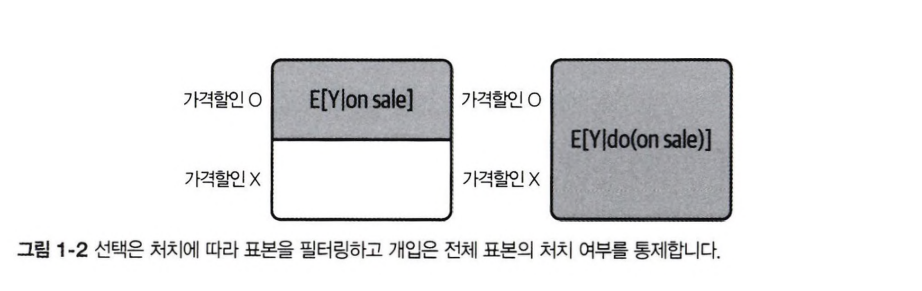 가격할인 O E[Y|on sale] 가격할인 O
E[Y|do(on sale)]
가격할인 X 가격할인 X
그림 1-2 선택은 처치에 따라 표본을 필터링하고 개입은 전체 표본의 처치 여부를 통제합니다.